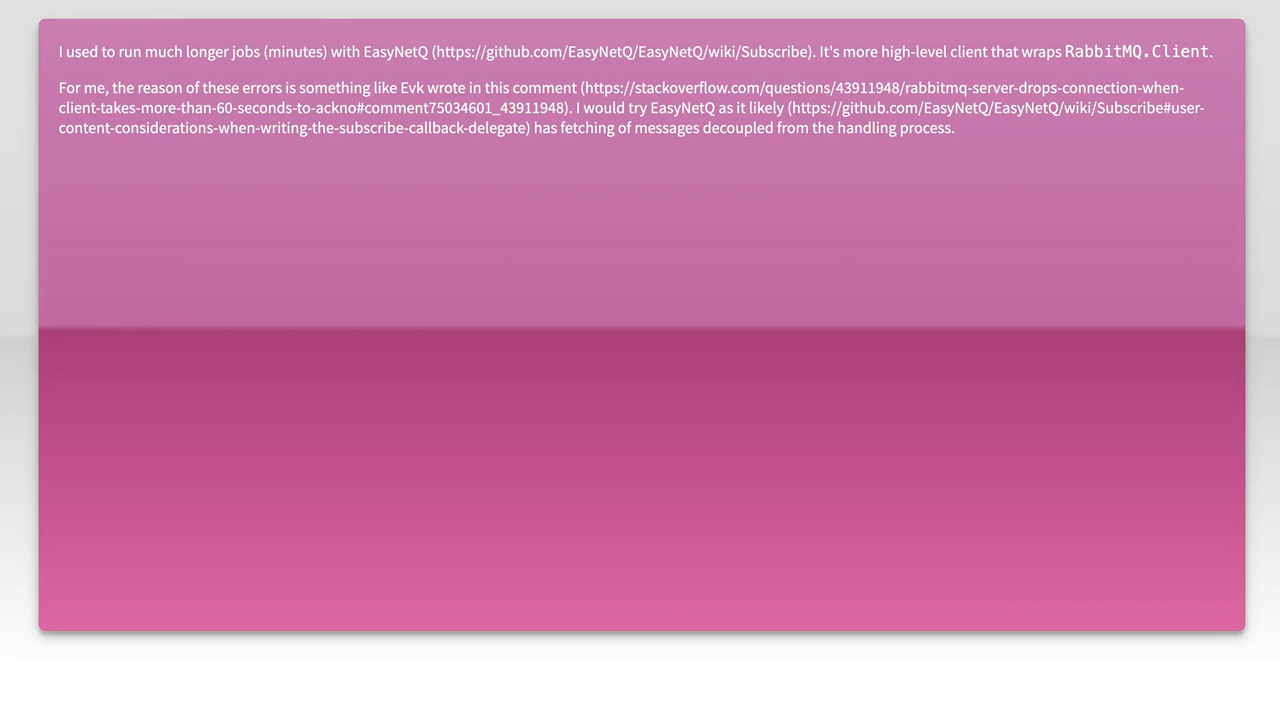 I used to run much longer jobs (minutes) with EasyNetQ (https://github.com/EasyNetQ/EasyNetQ/wiki/Subscribe). It's more high-level client that wraps RabbitMQ.Client.
For me, the reason of these errors is something like Evk wrote in this comment (https://stackoverflow.com/questions/43911948/rabbitmq-server-drops-connection-when-
client-takes-more-than-60-seconds-to-ackno#comment75034601_43911948). I would try EasyNetQ as it likely (https://github.com/EasyNetQ/EasyNetQ/wiki/Subscribe#user-
content-considerations-when-writing-the-subscribe-callback-delegate) has fetching of messages decoupled from the handling process.